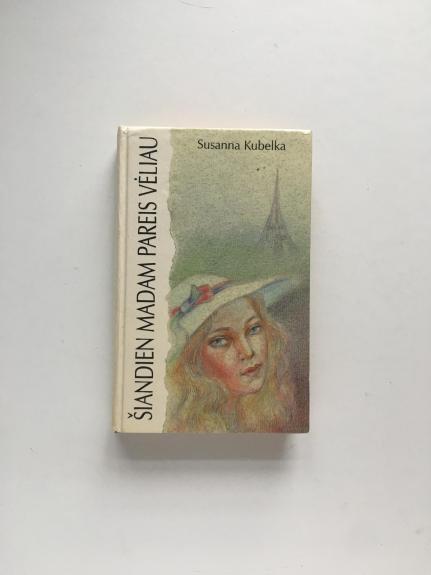 Susanna Kubelka
ŠIANDIEN MADAM PAREIS VĖLIAU